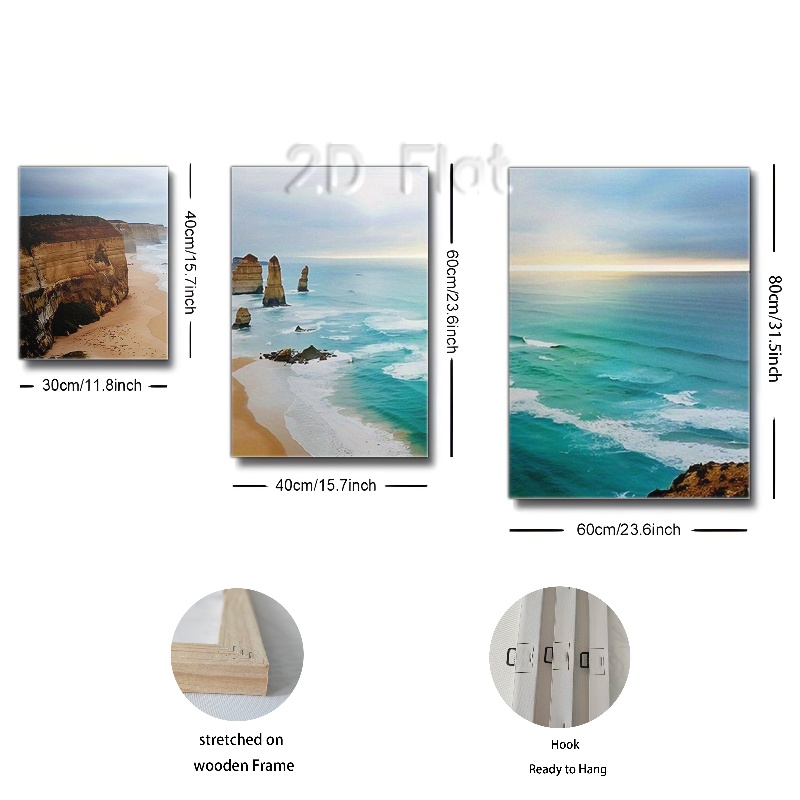 2D Flat
40cm/15.7inch
30cm/11.8inch
60cm/23.6inch
40cm/15.7inch
80cm/31.5inch
60cm/23.6inch
stretched on
wooden Frame
Hook
Ready to Hang